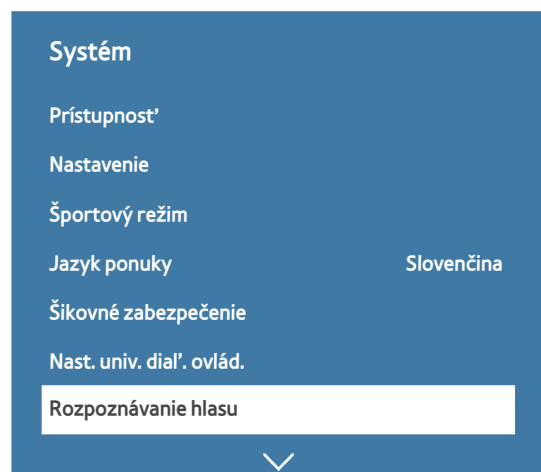 Systém
Prístupnosť
Nastavenie
Športový režim
Jazyk ponuky Slovenčina
Šikovné zabezpečenie
Nast. univ. diaľ. ovlád.
Rozpoznávanie hlasu